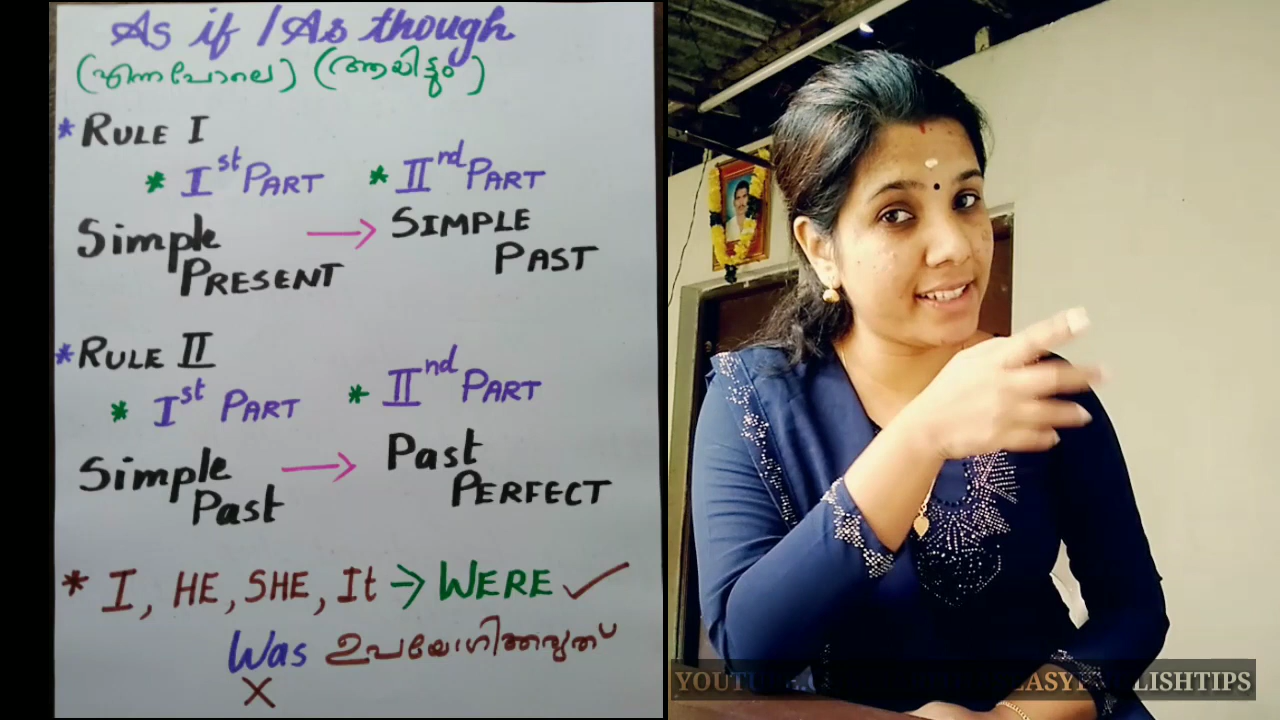 As if / As though
(എന്നപോലെ) (ആയിട്ടും)
* RULE I
* Ist PART * IInd PART
Simple PRESENT → SIMPLE PAST
* RULE II
* Ist PART * IInd PART
Simple Past → Past PERFECT
* I, HE, SHE, It → WERE ✓
Was ഉപയോഗിക്കരുത്
X